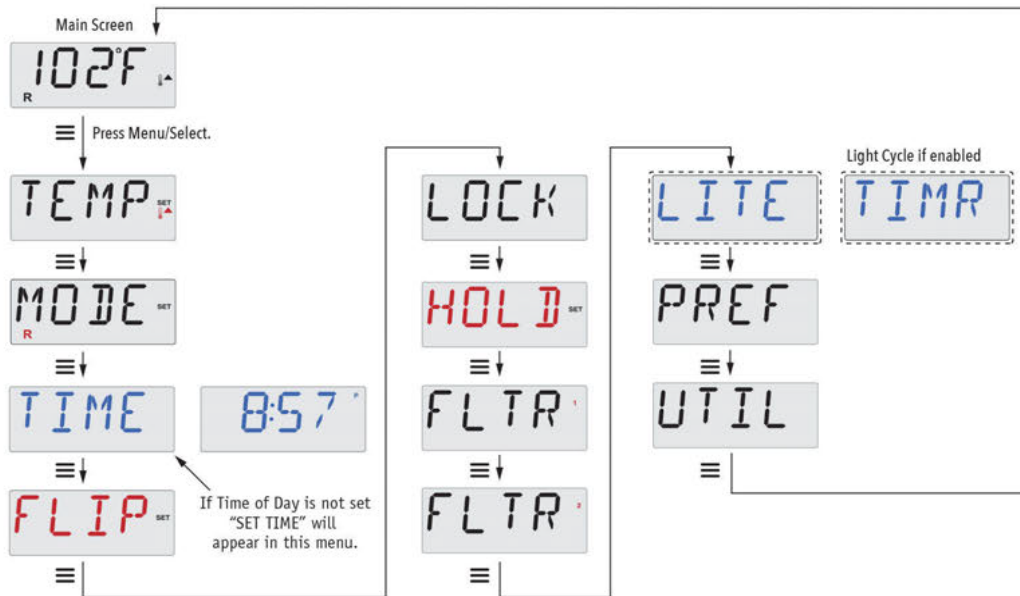 Main Screen
102°F
R
Press Menu/Select.
TEMP SET
MODE SET
R
TIME
8:57 P
If Time of Day is not set
“SET TIME” will
appear in this menu.
FLIP SET
LOCK
HOLD SET
FLTR 1
FLTR 2
LITE
Light Cycle if enabled
TIMR
PREF
UTIL